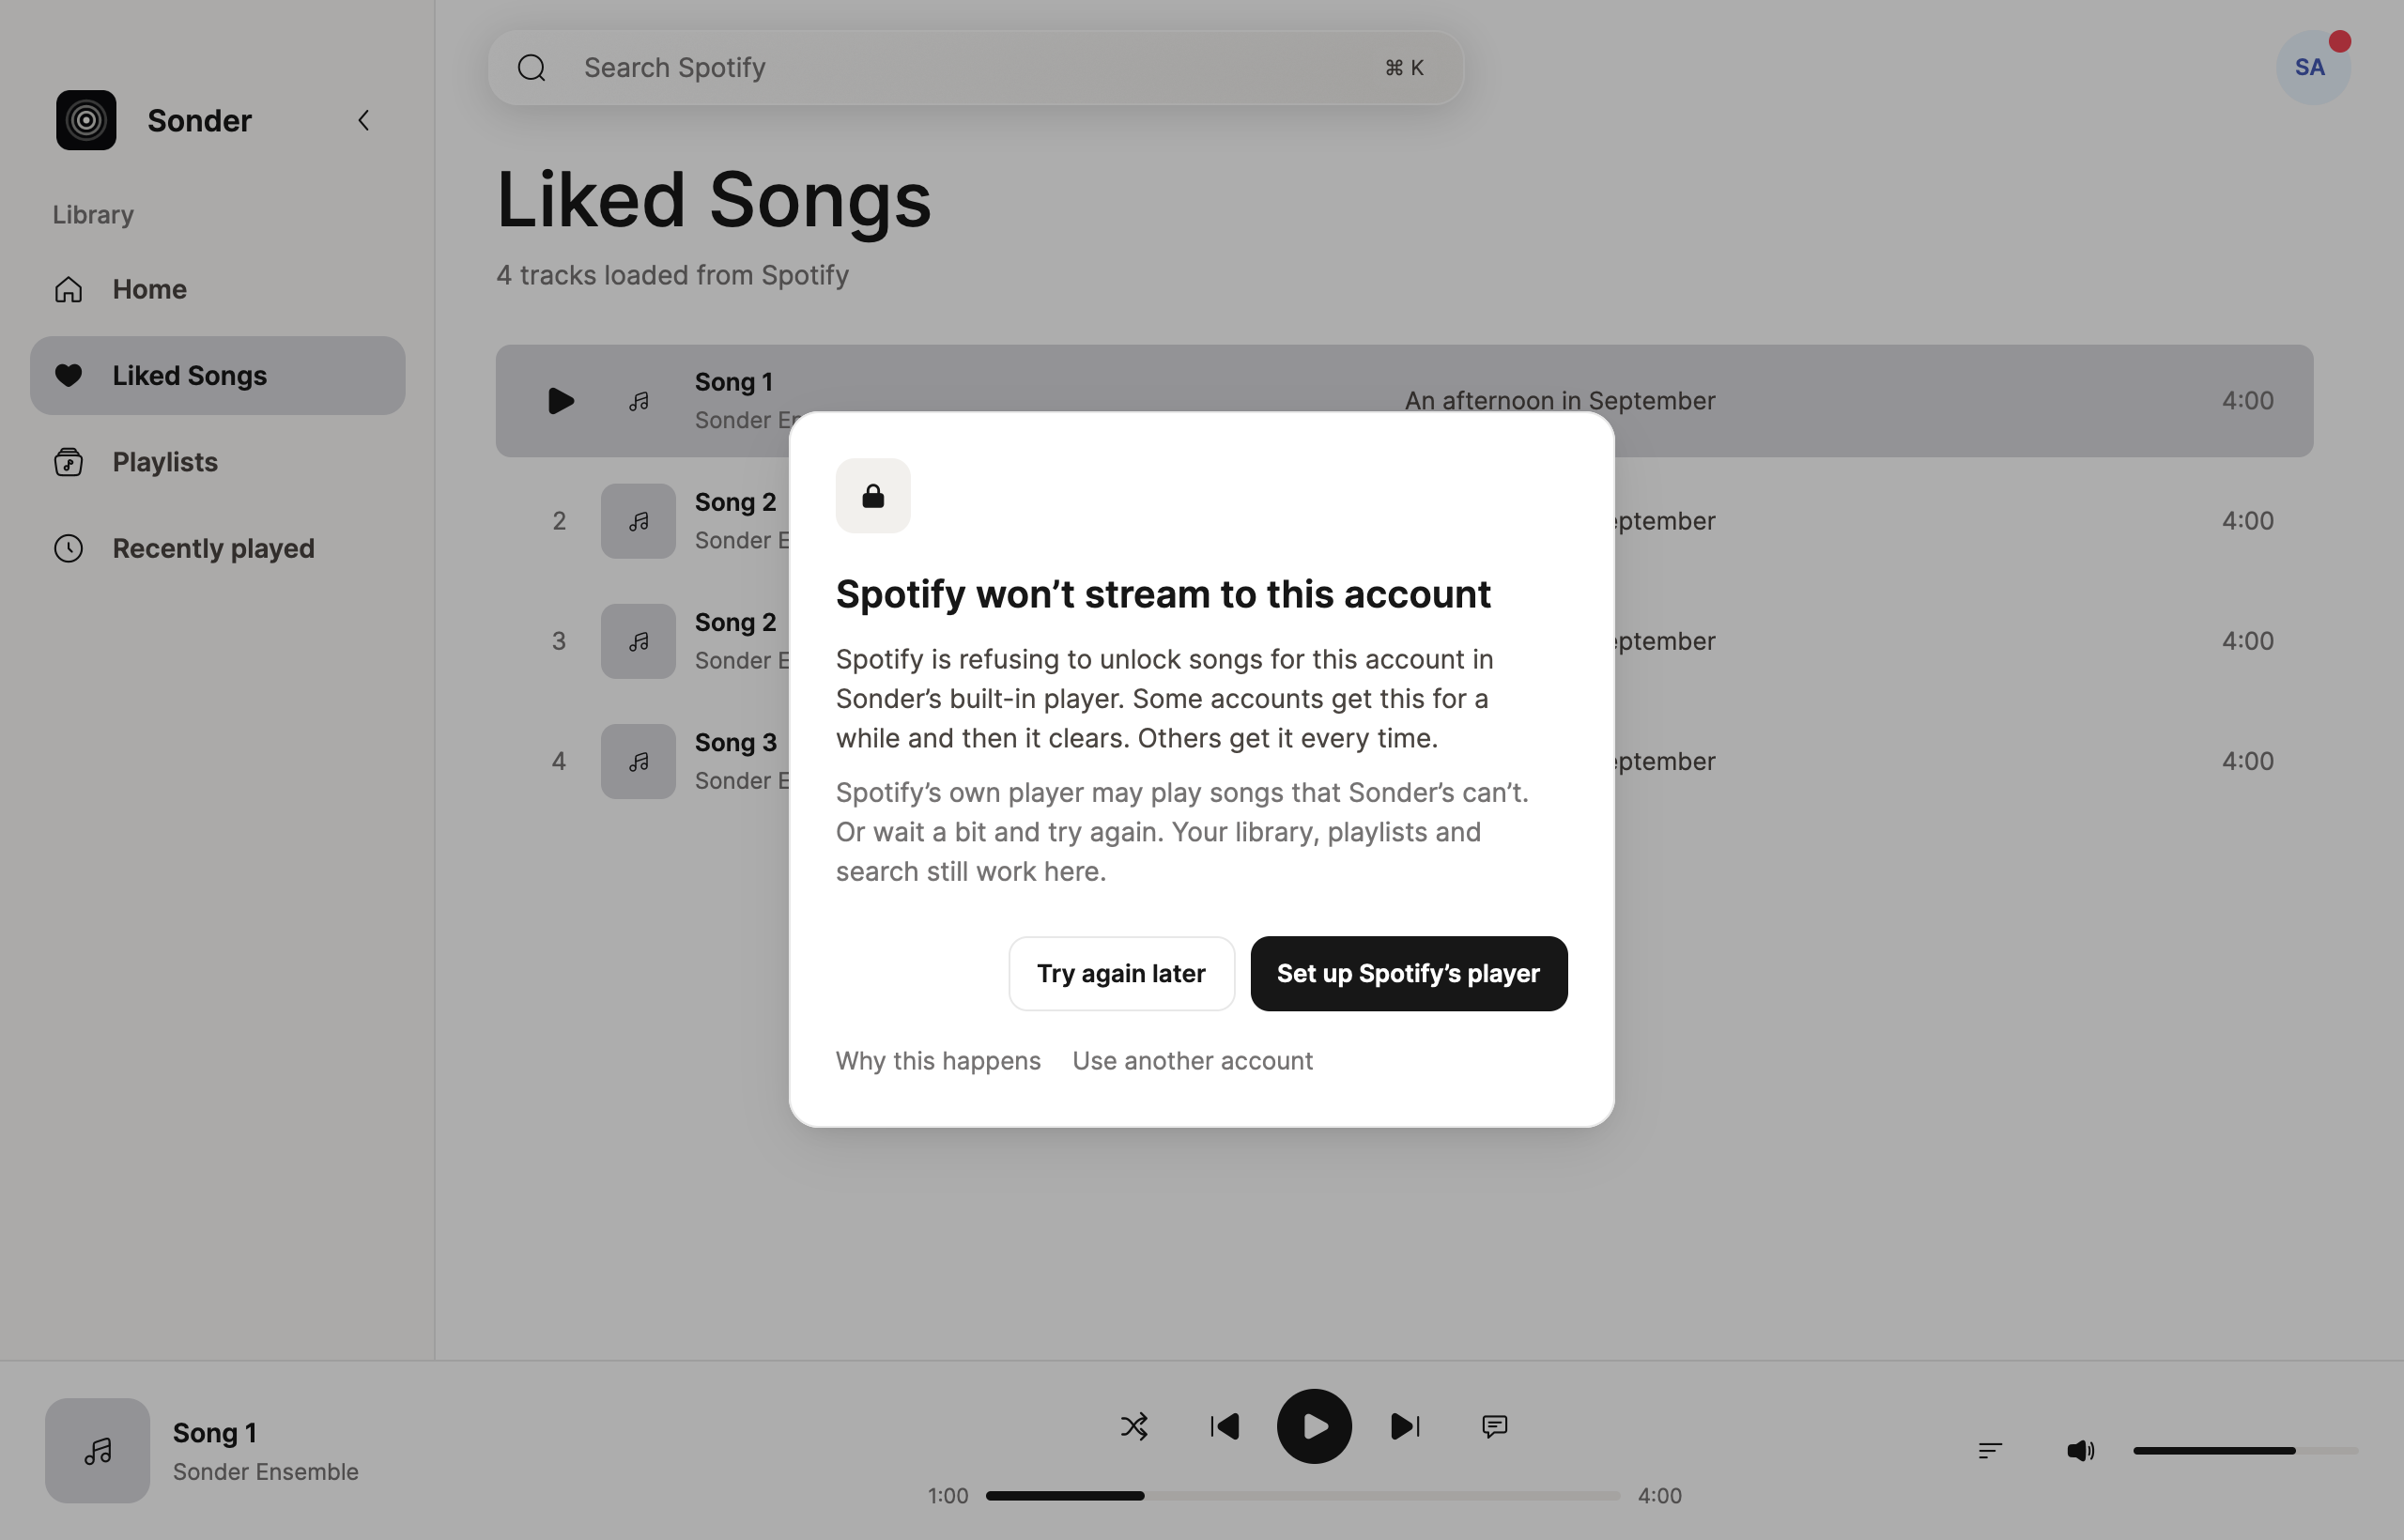 Search Spotify
⌘ K
SA
Sonder
Library
Home
Liked Songs
Playlists
Recently played
Liked Songs
4 tracks loaded from Spotify
Song 1
Sonder
An afternoon in September
4:00
2
Song 2
Sonder
4:00
3
Song 2
Sonder
4:00
4
Song 3
Sonder
4:00
Spotify won’t stream to this account
Spotify is refusing to unlock songs for this account in
Sonder’s built-in player. Some accounts get this for a
while and then it clears. Others get it every time.
Spotify’s own player may play songs that Sonder’s can’t.
Or wait a bit and try again. Your library, playlists and
search still work here.
Try again later
Set up Spotify’s player
Why this happens
Use another account
Song 1
Sonder Ensemble
1:00
4:00